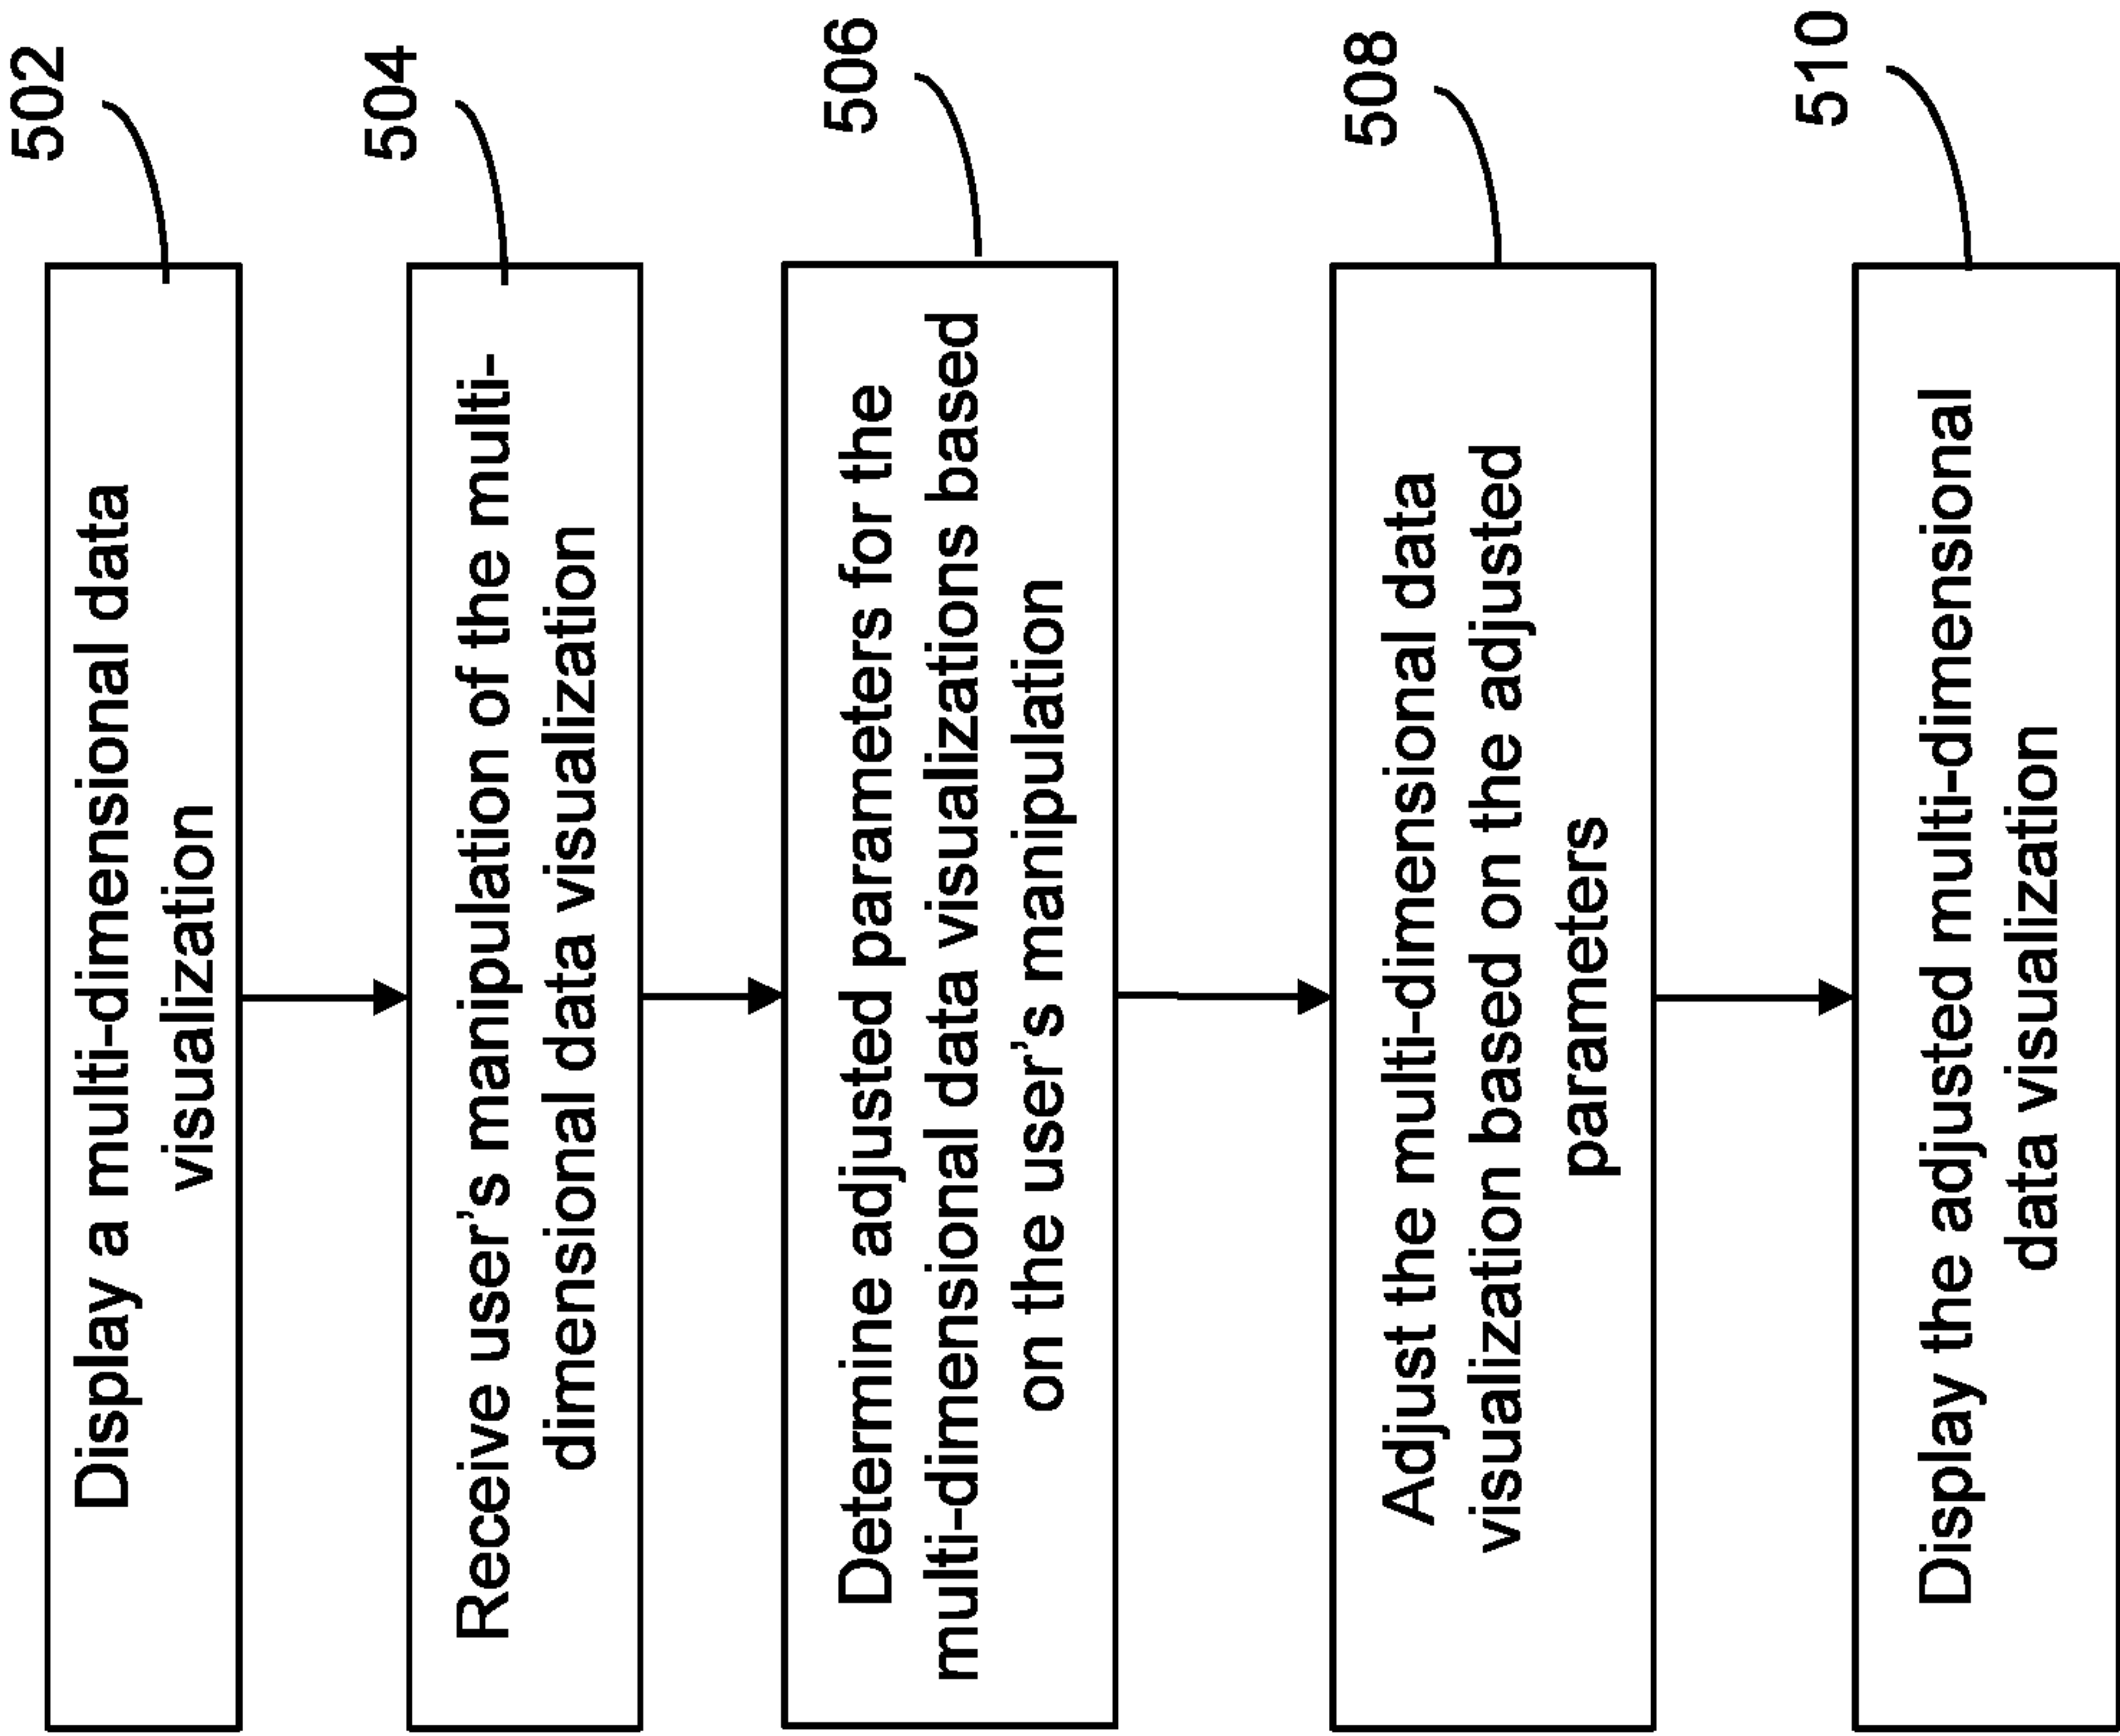 502
Display a multi-dimensional data
visualization
504
Receive user's manipulation of the multi-
dimensional data visualization
506
Determine adjusted parameters for the
multi-dimensional data visualizations based
on the user's manipulation
508
Adjust the multi-dimensional data
visualization based on the adjusted
parameters
510
Display the adjusted multi-dimensional
data visualization